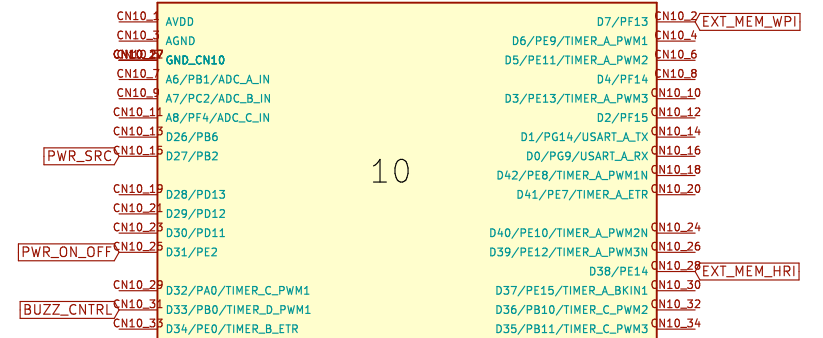 CN10_1 AVDD D7/PF13 CN10_2 EXT_MEM_WPI
CN10_3 AGND D6/PE9/TIMER_A_PWM1 CN10_4
GND_CN10 D5/PE11/TIMER_A_PWM2 CN10_6
CN10_7 A6/PB1/ADC_A_IN D4/PF14 CN10_8
CN10_9 A7/PC2/ADC_B_IN D3/PE13/TIMER_A_PWM3 CN10_10
CN10_11 A8/PF4/ADC_C_IN D2/PF15 CN10_12
CN10_13 D26/PB6 D1/PG14/USART_A_TX CN10_14
PWR_SRC CN10_15 D27/PB2 D0/PG9/USART_A_RX CN10_16
10
D42/PE8/TIMER_A_PWM1N CN10_18
CN10_19 D28/PD13 D41/PE7/TIMER_A_ETR CN10_20
CN10_21 D29/PD12
CN10_23 D30/PD11 D40/PE10/TIMER_A_PWM2N CN10_24
PWR_ON_OFF CN10_25 D31/PE2 D39/PE12/TIMER_A_PWM3N CN10_26
D38/PE14 CN10_28 EXT_MEM_HRI
CN10_29 D32/PA0/TIMER_C_PWM1 D37/PE15/TIMER_A_BKIN1 CN10_30
BUZZ_CNTRL CN10_31 D33/PB0/TIMER_D_PWM1 D36/PB10/TIMER_C_PWM2 CN10_32
CN10_33 D34/PE0/TIMER_B_ETR D35/PB11/TIMER_C_PWM3 CN10_34